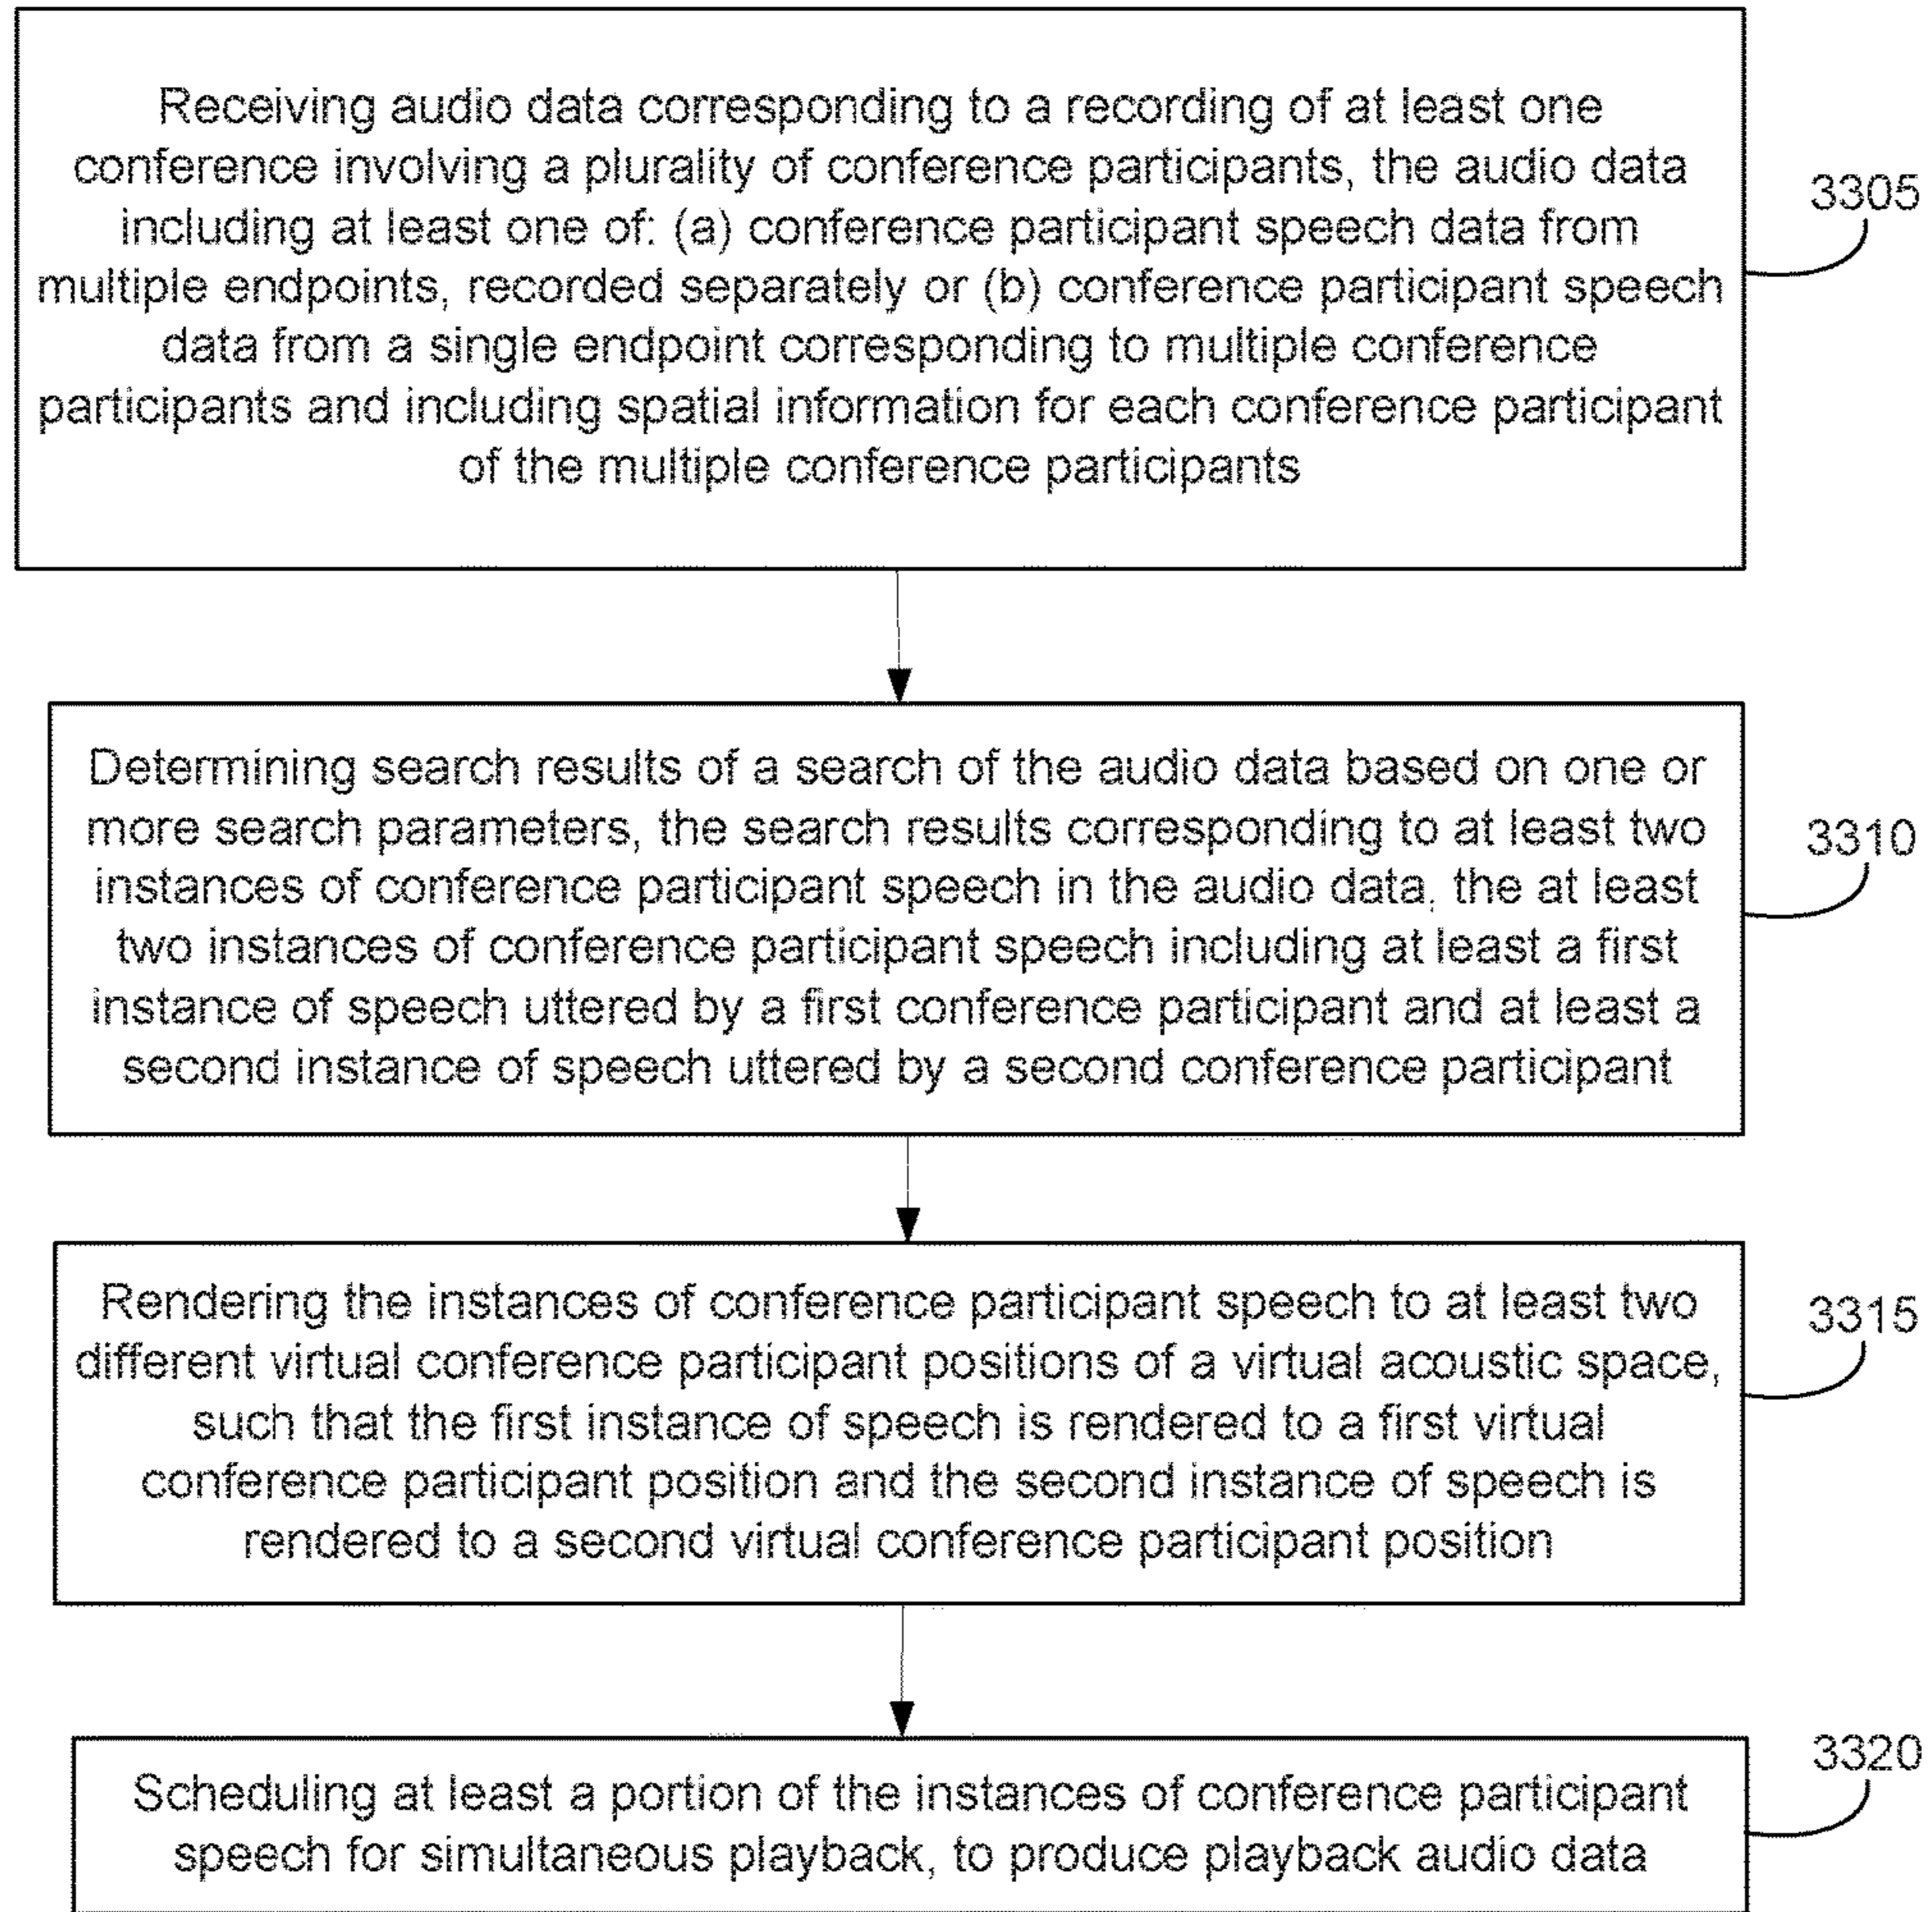 Receiving audio data corresponding to a recording of at least one
conference involving a plurality of conference participants, the audio data
including at least one of: (a) conference participant speech data from
multiple endpoints, recorded separately or (b) conference participant speech
data from a single endpoint corresponding to multiple conference
participants and including spatial information for each conference participant
of the multiple conference participants
3305
Determining search results of a search of the audio data based on one or
more search parameters, the search results corresponding to at least two
instances of conference participant speech in the audio data, the at least
two instances of conference participant speech including at least a first
instance of speech uttered by a first conference participant and at least a
second instance of speech uttered by a second conference participant
3310
Rendering the instances of conference participant speech to at least two
different virtual conference participant positions of a virtual acoustic space,
such that the first instance of speech is rendered to a first virtual
conference participant position and the second instance of speech is
rendered to a second virtual conference participant position
3315
Scheduling at least a portion of the instances of conference participant
speech for simultaneous playback, to produce playback audio data
3320